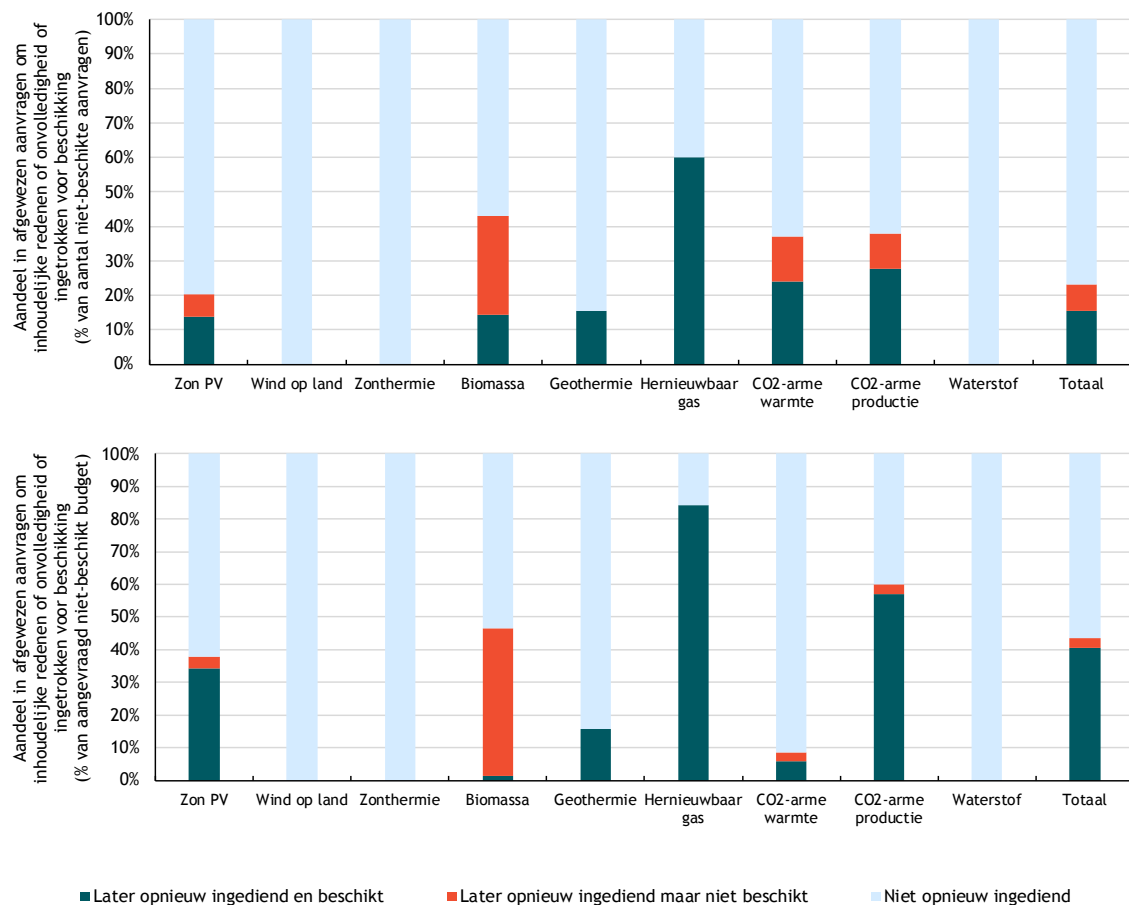 Aandeel in afgewezen aanvragen om
inhoudelijke redenen of onvolledigheid of
ingetrokken voor beschikking
(% van aantal niet-beschikte aanvragen)
100%
90%
80%
70%
60%
50%
40%
30%
20%
10%
0%
Zon PV
Wind op land
Zonthermie
Biomassa
Geothermie
Hernieuwbaar
gas
CO2-arme
warmte
CO2-arme
productie
Waterstof
Totaal
Aandeel in afgewezen aanvragen om
inhoudelijke redenen of onvolledigheid of
ingetrokken voor beschikking
(% van aangevraagd niet-beschikt budget)
100%
90%
80%
70%
60%
50%
40%
30%
20%
10%
0%
Zon PV
Wind op land
Zonthermie
Biomassa
Geothermie
Hernieuwbaar
gas
CO2-arme
warmte
CO2-arme
productie
Waterstof
Totaal
Later opnieuw ingediend en beschikt
Later opnieuw ingediend maar niet beschikt
Niet opnieuw ingediend